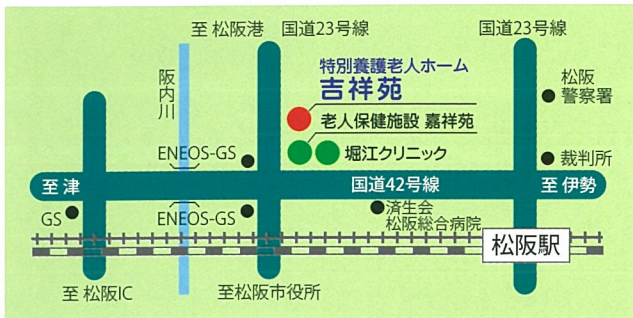 至 松阪港
国道23号線
国道23号線
阪内川
特別養護老人ホーム
吉祥苑
松阪
警察署
老人保健施設 嘉祥苑
ENEOS-GS
堀江クリニック
裁判所
至 津
国道42号線
至 伊勢
GS
ENEOS-GS
済生会
松阪総合病院
松阪駅
至 松阪IC
至松阪市役所